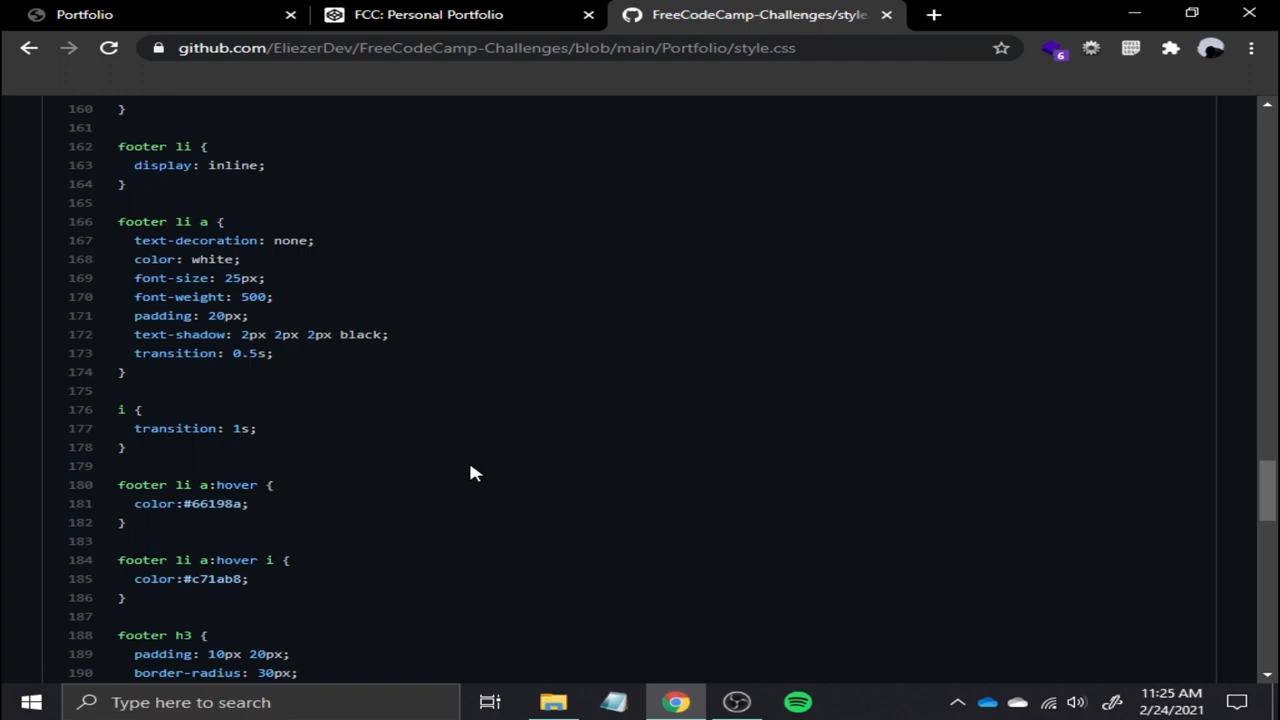 Portfolio
FCC: Personal Portfolio
FreeCodeCamp-Challenges/style.
github.com/EliezerDev/FreeCodeCamp-Challenges/blob/main/Portfolio/style.css
6
160 }
161
162 footer li {
163 display: inline;
164 }
165
166 footer li a {
167 text-decoration: none;
168 color: white;
169 font-size: 25px;
170 font-weight: 500;
171 padding: 20px;
172 text-shadow: 2px 2px 2px black;
173 transition: 0.5s;
174 }
175
176 i {
177 transition: 1s;
178 }
179
180 footer li a:hover {
181 color:#66198a;
182 }
183
184 footer li a:hover i {
185 color:#c71ab8;
186 }
187
188 footer h3 {
189 padding: 10px 20px;
190 border-radius: 30px;
Type here to search
11:25 AM
2/24/2021